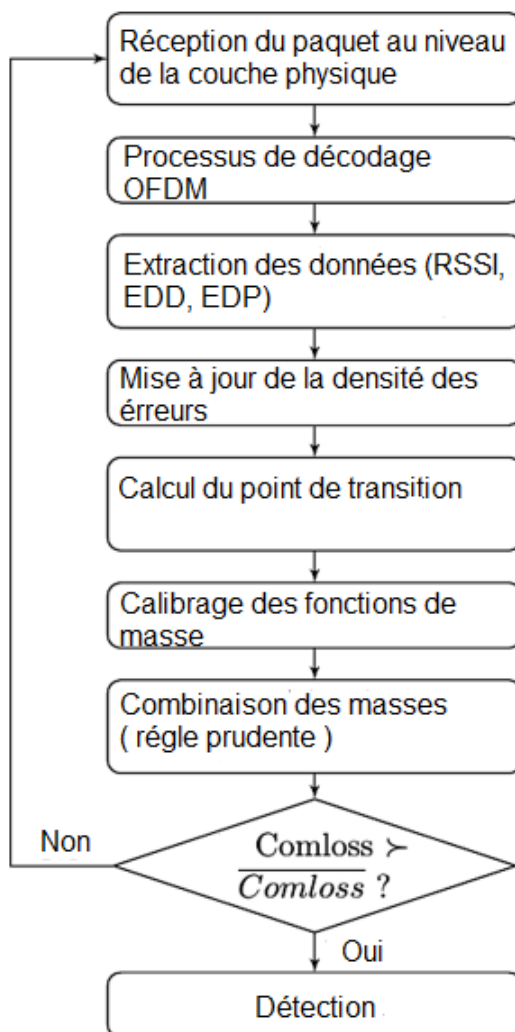 Réception du paquet au niveau
de la couche physique
Processus de décodage
OFDM
Extraction des données (RSSI,
EDD, EDP)
Mise à jour de la densité des
érreurs
Calcul du point de transition
Calibrage des fonctions de
masse
Combinaison des masses
( régle prudente )
Non
Comloss ≻
\overline{Comloss} ?
Oui
Détection